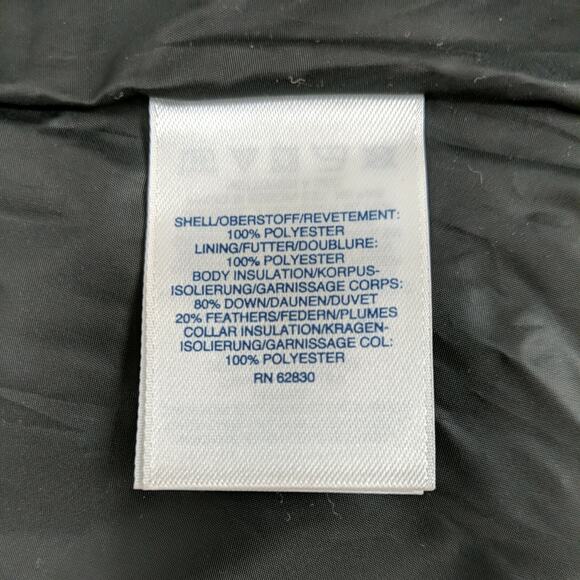 SHELL/OBERSTOFF/REVETEMENT:
100% POLYESTER
LINING/FUTTER/DOUBLURE:
100% POLYESTER
BODY INSULATION/KORPUS-
ISOLIERUNG/GARNISSAGE CORPS:
80% DOWN/DAUNEN/DUVET
20% FEATHERS/FEDERN/PLUMES
COLLAR INSULATION/KRAGEN-
ISOLIERUNG/GARNISSAGE COL:
100% POLYESTER
RN 62830